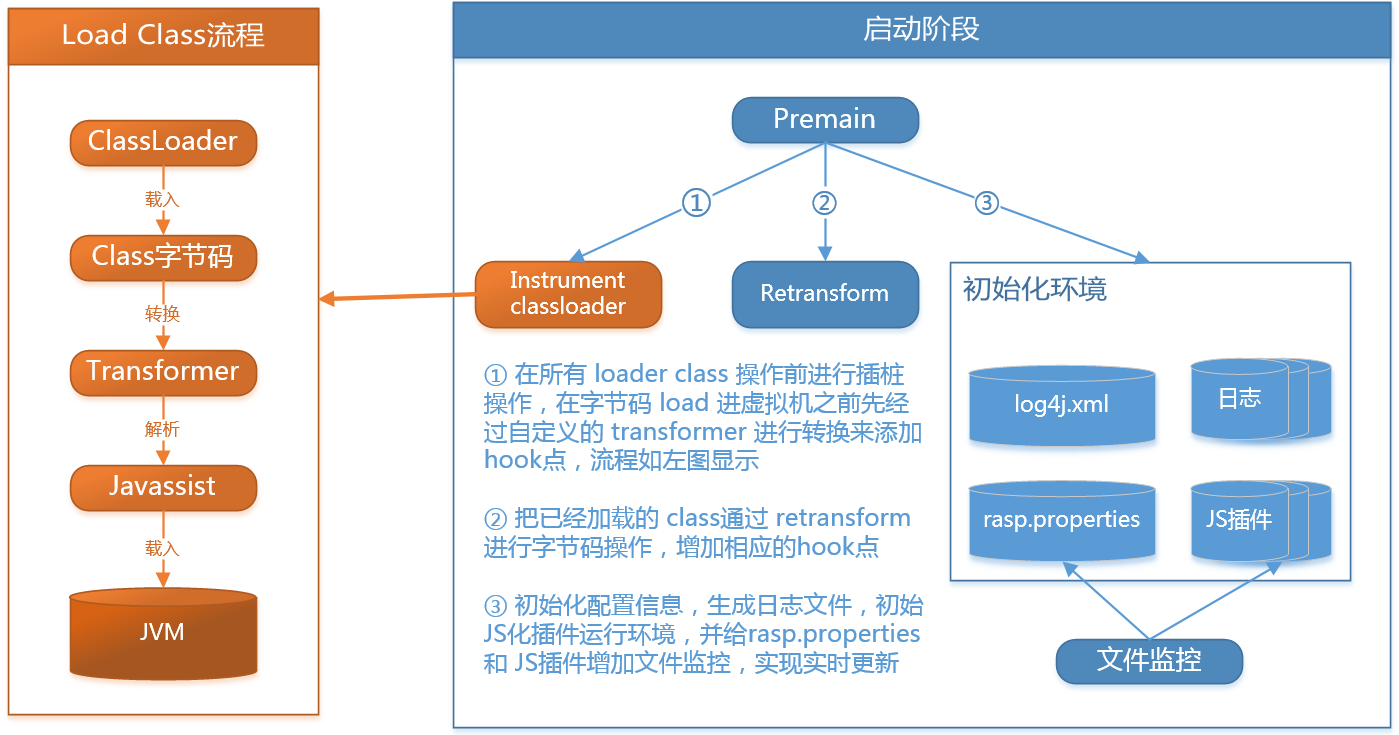 Load Class流程
ClassLoader
载入
Class字节码
转换
Transformer
解析
Javassist
载入
JVM
启动阶段
Premain
①
②
③
Instrument
classloader
Retransform
初始化环境
log4j.xml
日志
rasp.properties
JS插件
文件监控
① 在所有 loader class 操作前进行插桩
操作，在字节码 load 进虚拟机之前先经
过自定义的 transformer 进行转换来添加
hook点，流程如左图显示
② 把已经加载的 class通过 retransform
进行字节码操作，增加相应的hook点
③ 初始化配置信息，生成日志文件，初始
JS化插件运行环境，并给rasp.properties
和 JS插件增加文件监控，实现实时更新